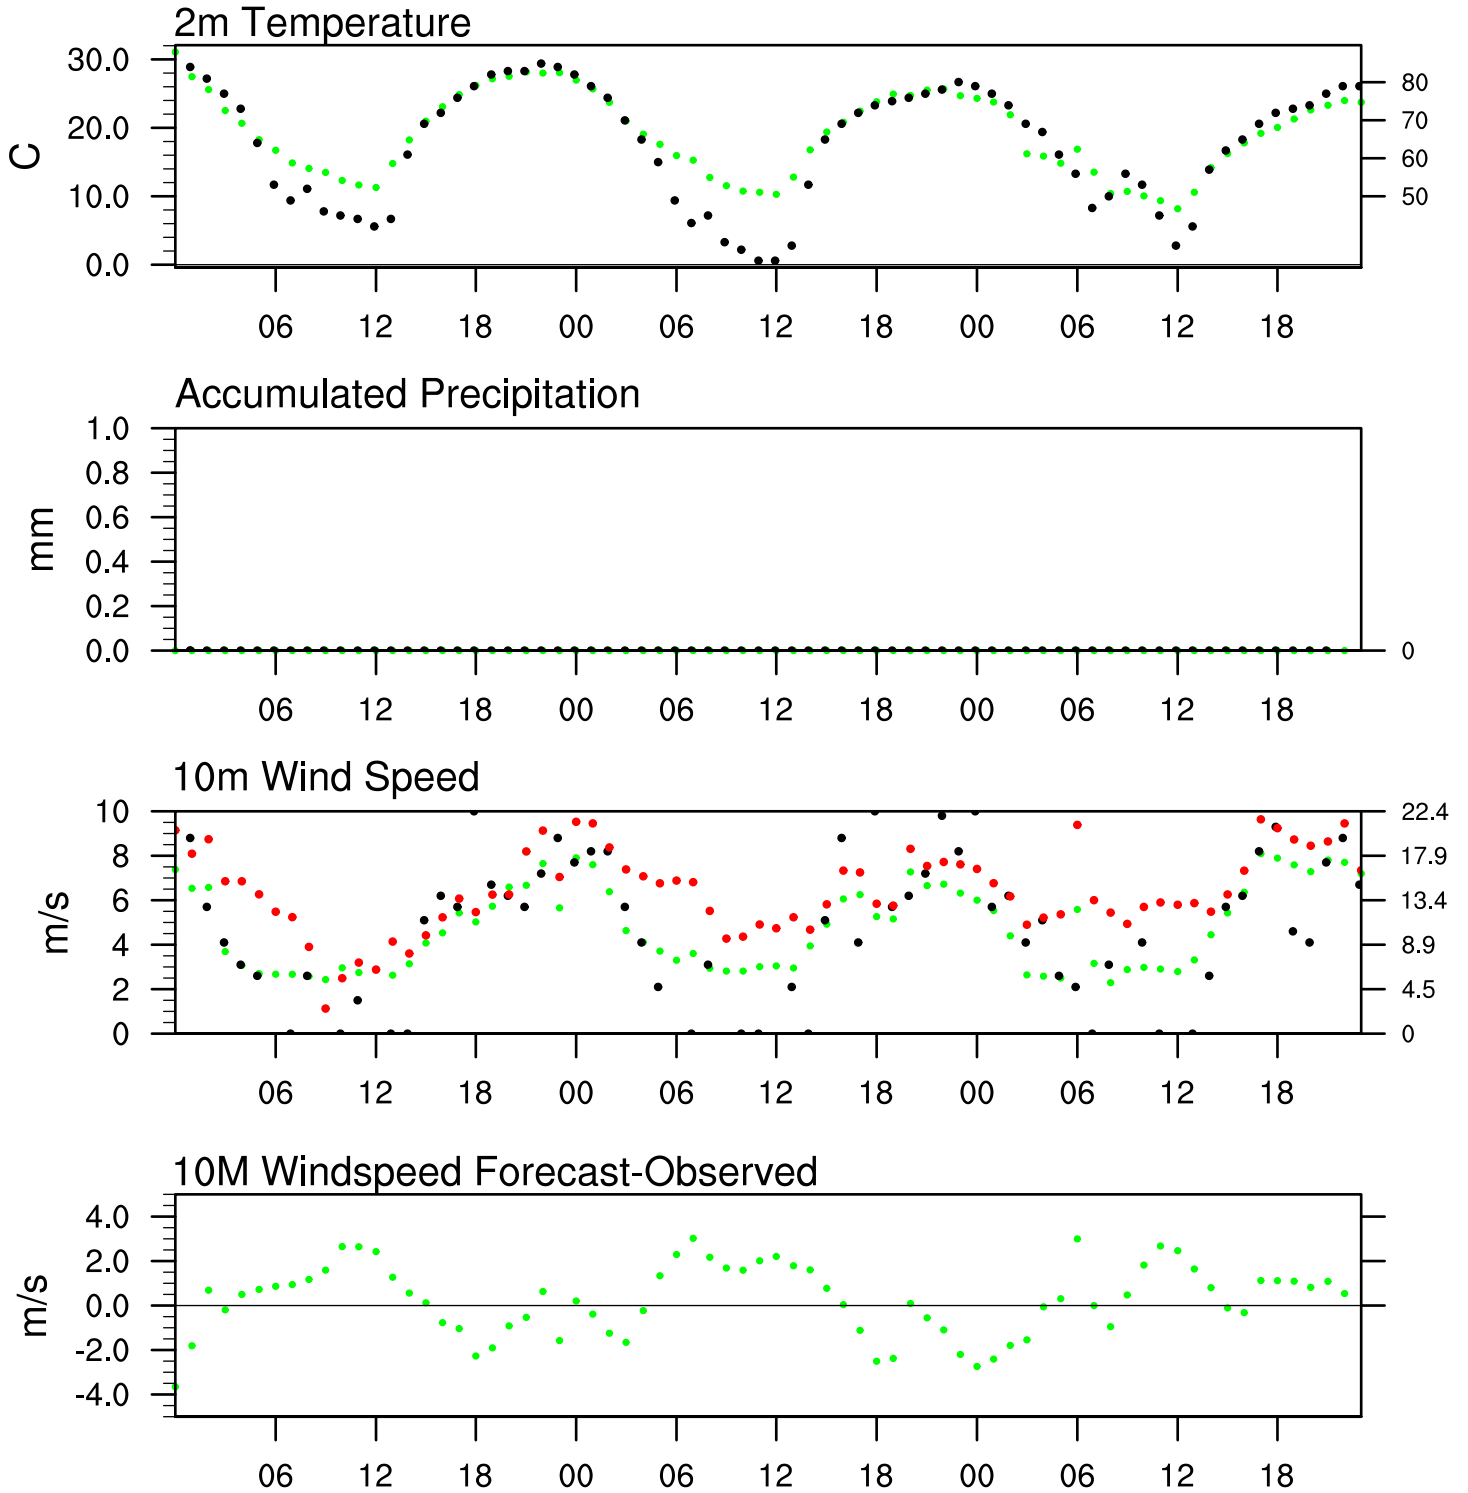 2m Temperature
30.0
20.0
10.0
0.0
C
80
70
60
50
06 12 18 00 06 12 18 00 06 12 18
Accumulated Precipitation
1.0
0.8
0.6
0.4
0.2
0.0
mm
0
06 12 18 00 06 12 18 00 06 12 18
10m Wind Speed
10
8
6
4
2
0
m/s
22.4
17.9
13.4
8.9
4.5
0
06 12 18 00 06 12 18 00 06 12 18
10M Windspeed Forecast-Observed
4.0
2.0
0.0
-2.0
-4.0
m/s
06 12 18 00 06 12 18 00 06 12 18